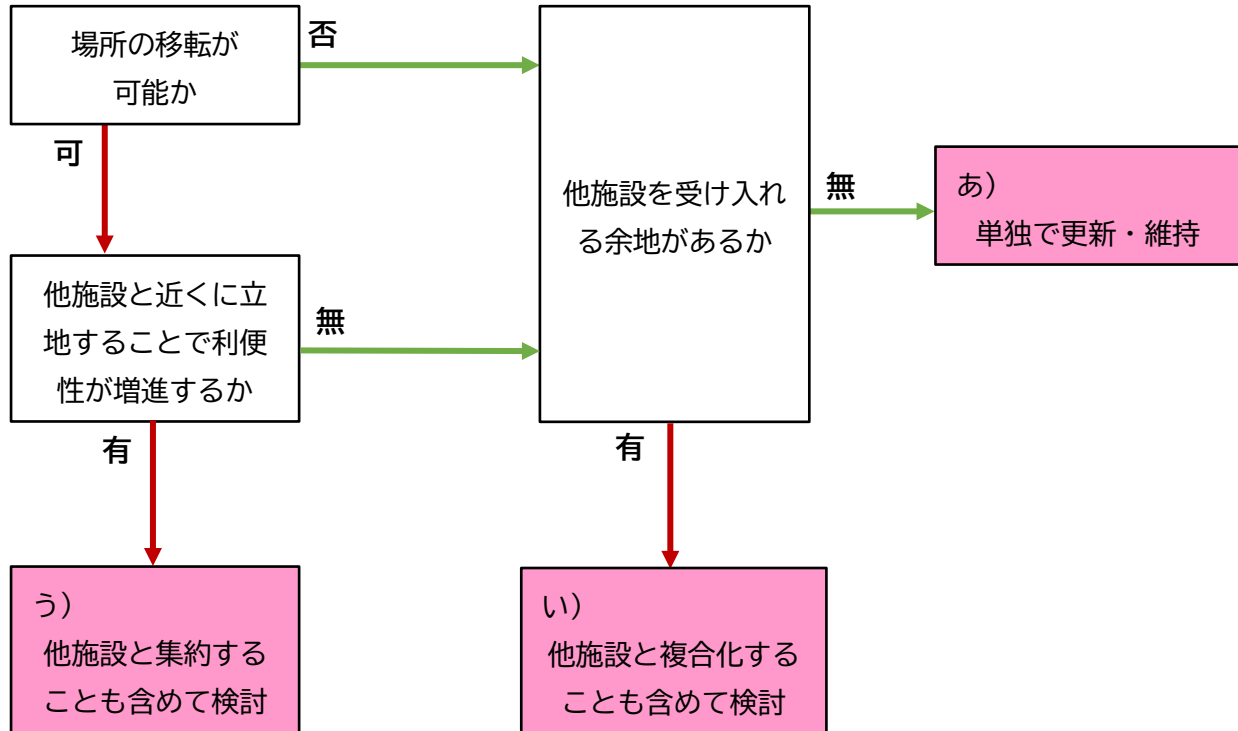 場所の移転が
可能か
否
可
他施設と近くに立
地することで利便
性が増進するか
無
有
他施設を受け入れ
る余地があるか
無
有
あ）
単独で更新・維持
う）
他施設と集約する
ことも含めて検討
い）
他施設と複合化する
ことも含めて検討